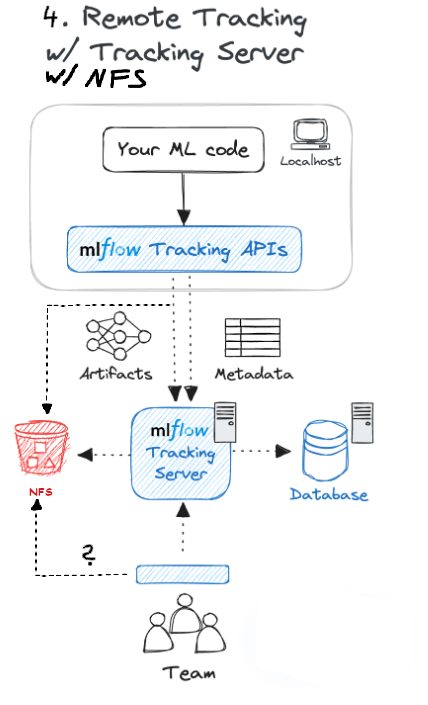 4. Remote Tracking
w/ Tracking Server
w/ NFS
Your ML code
Localhost
mlflow Tracking APIs
Artifacts
Metadata
mlflow
Tracking
Server
NFS
Database
?
Team